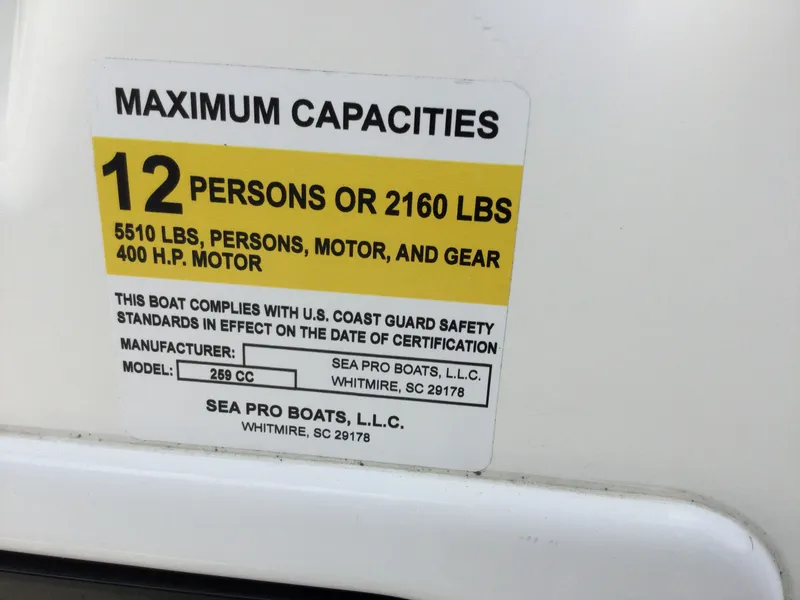 MAXIMUM CAPACITIES
12 PERSONS OR 2160 LBS
5510 LBS, PERSONS, MOTOR, AND GEAR
400 H.P. MOTOR
THIS BOAT COMPLIES WITH U.S. COAST GUARD SAFETY
STANDARDS IN EFFECT ON THE DATE OF CERTIFICATION
MANUFACTURER: SEA PRO BOATS, L.L.C.
WHITMIRE, SC 29178
MODEL: 259 CC
SEA PRO BOATS, L.L.C.
WHITMIRE, SC 29178